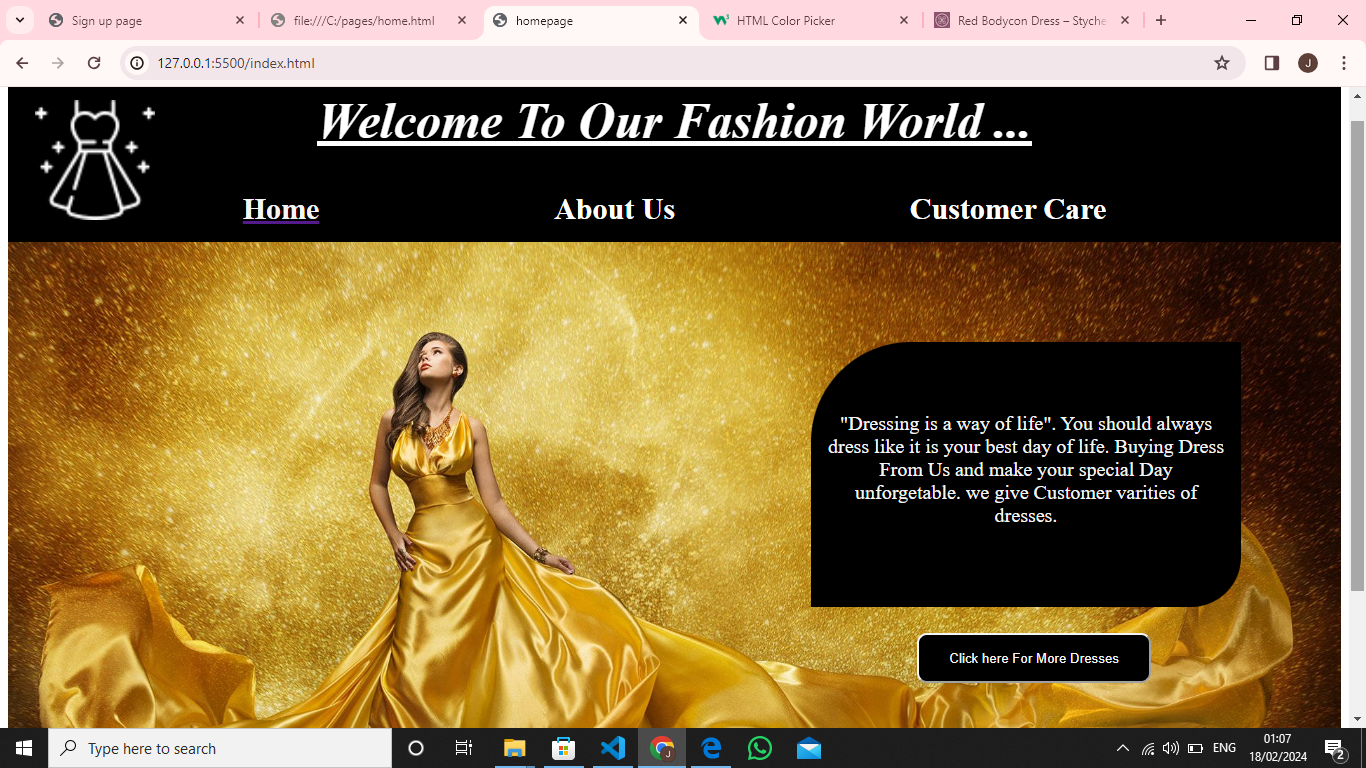 Sign up page
file:///C:/pages/home.html
homepage
HTML Color Picker
Red Bodycon Dress – Styche
127.0.0.1:5500/index.html
J
Welcome To Our Fashion World ...
Home About Us Customer Care
"Dressing is a way of life". You should always
dress like it is your best day of life. Buying Dress
From Us and make your special Day
unforgetable. we give Customer varities of
dresses.
Click here For More Dresses
Type here to search
J
ENG
01:07
18/02/2024
2